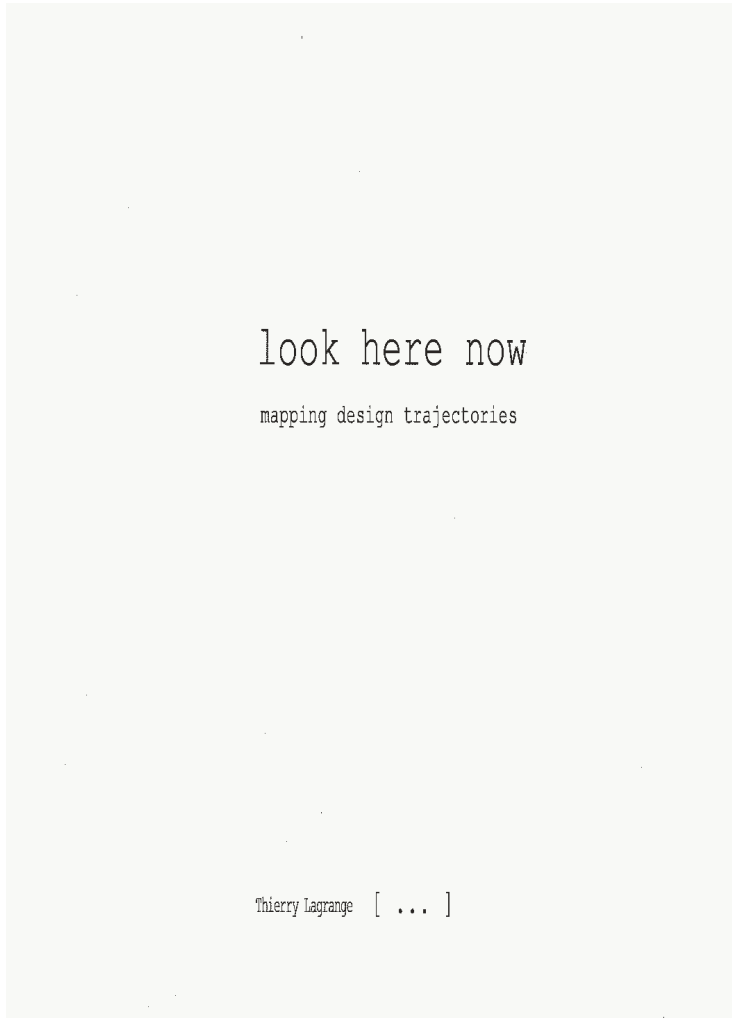 look here now
mapping design trajectories
Thierry Lagrange [ ... ]